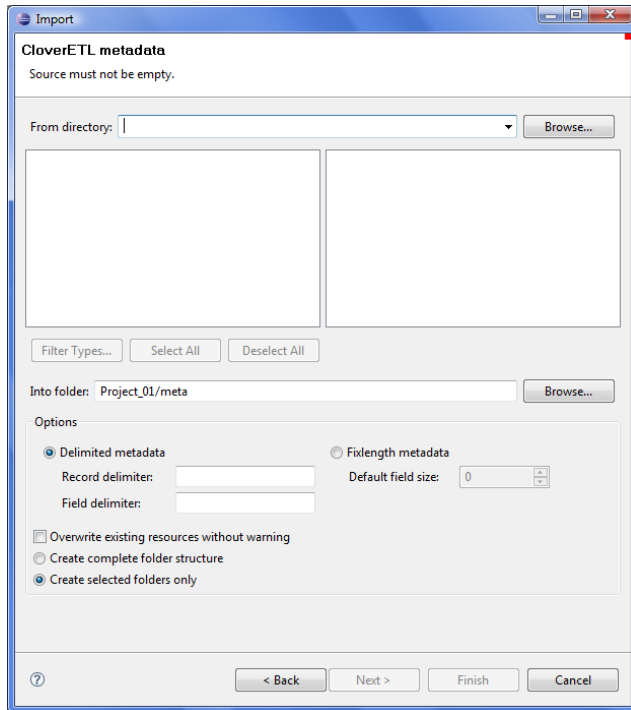 Import
CloverETL metadata
Source must not be empty.
From directory: Browse...
Filter Types... Select All Deselect All
Into folder: Project_01/meta Browse...
Options
Delimited metadata Fixlength metadata
Record delimiter: Default field size: 0
Field delimiter:
Overwrite existing resources without warning
Create complete folder structure
Create selected folders only
? < Back Next > Finish Cancel